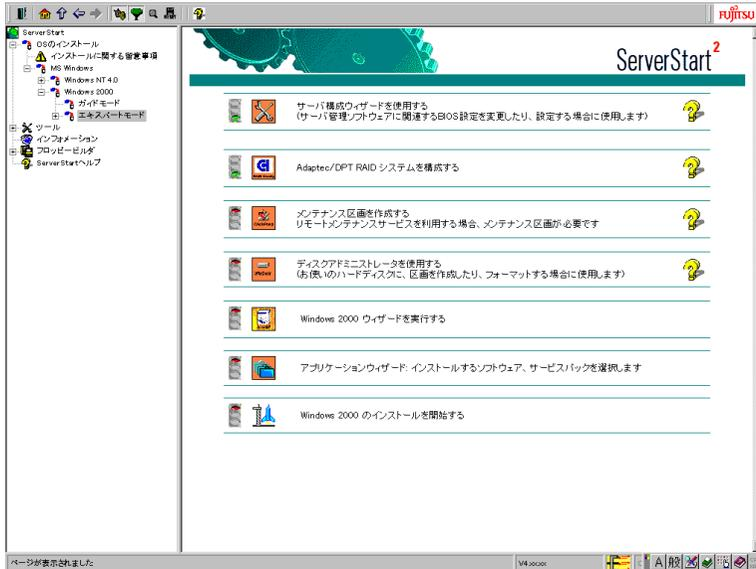 FUJITSU
ServerStart
OSのインストール
インストールに関する留意事項
MS Windows
Windows NT 4.0
Windows 2000
ガイドモード
エキスパートモード
ツール
インフォメーション
フロッピービルダ
ServerStartヘルプ
ServerStart2
サーバ構成ウィザードを使用する
(サーバ管理ソフトウェアに関連するBIOS設定を変更したり、設定する場合に使用します)
Adaptec/DPT RAID システムを構成する
メンテナンス区画を作成する
リモートメンテナンスサービスを利用する場合、メンテナンス区画が必要です
ディスクアドミニストレータを使用する
(お使いのハードディスクに、区画を作成したり、フォーマットする場合に使用します)
Windows 2000 ウィザードを実行する
アプリケーションウィザード: インストールするソフトウェア、サービスパックを選択します
Windows 2000 のインストールを開始する
ページが表示されました
V4.xx.xx
A 般